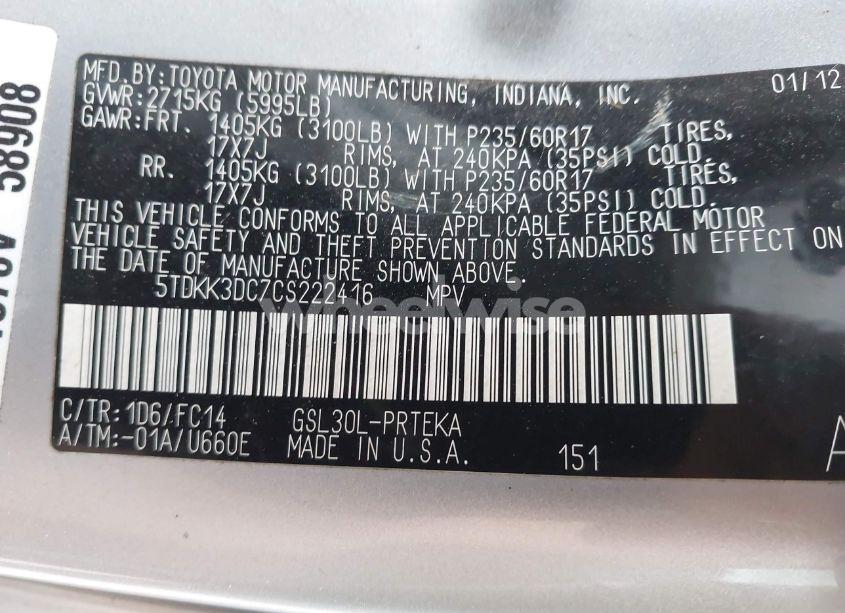 MFD.BY:TOYOTA MOTOR MANUFACTURING, INDIANA, INC. 01/12
GVWR:2715KG (5995LB)
GAWR:FRT. 1405KG (3100LB) WITH P235/60R17 TIRES,
17X7J RIMS, AT 240KPA (35PSI) COLD.
RR. 1405KG (3100LB) WITH P235/60R17 TIRES,
17X7J RIMS, AT 240KPA (35PSI) COLD.
THIS VEHICLE CONFORMS TO ALL APPLICABLE FEDERAL MOTOR
VEHICLE SAFETY AND THEFT PREVENTION STANDARDS IN EFFECT ON
THE DATE OF MANUFACTURE SHOWN ABOVE.
5TDKK3DC7CS222416 MPV
C/TR:1D6/FC14 GSL30L-PRTEKA
A/TM:-01A/U660E MADE IN U.S.A. 151
58908
wheelwise